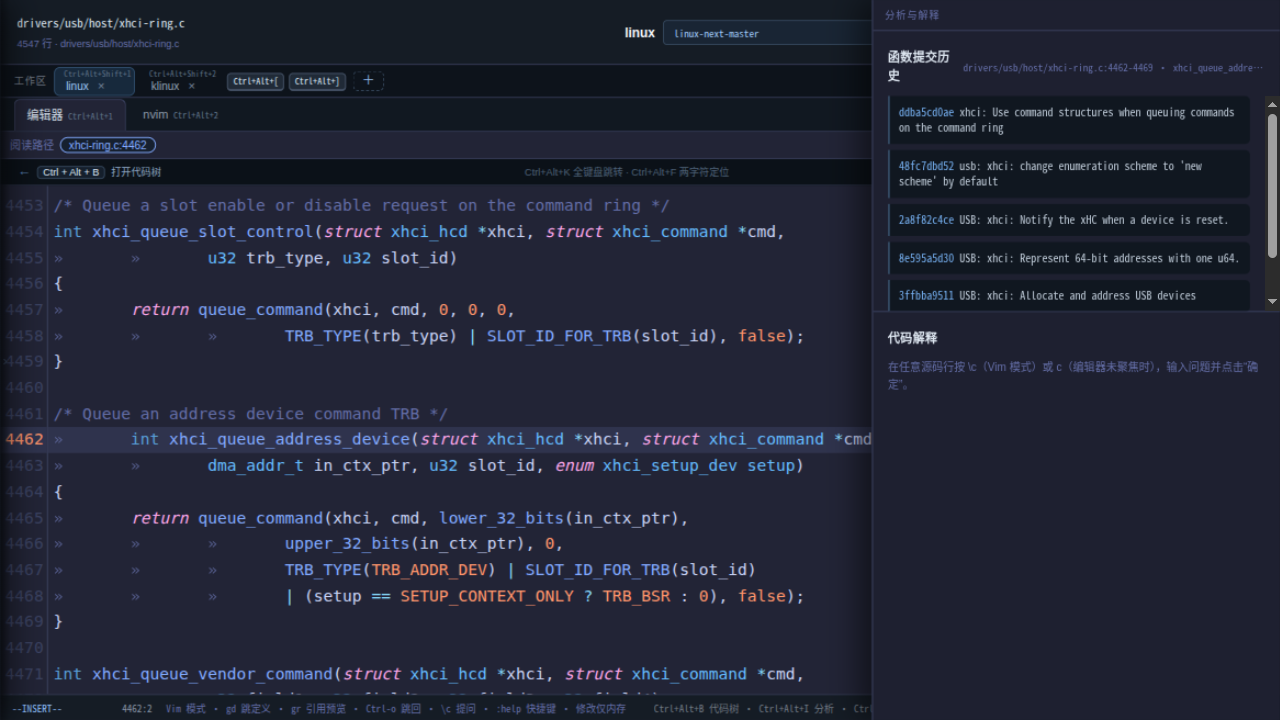 drivers/usb/host/xhci-ring.c
4547 行 · drivers/usb/host/xhci-ring.c
linux linux-next-master
工作区 Ctrl+Alt+Shift+1 linux × Ctrl+Alt+Shift+2 klinux × Ctrl+Alt+[ Ctrl+Alt+] +
编辑器 Ctrl+Alt+1 nvim Ctrl+Alt+2
阅读路径 xhci-ring.c:4462
← Ctrl + Alt + B 打开代码树 Ctrl+Alt+K 全键盘跳转 · Ctrl+Alt+F 两字符定位
4453 /* Queue a slot enable or disable request on the command ring */
4454 int xhci_queue_slot_control(struct xhci_hcd *xhci, struct xhci_command *cmd,
4455 » » u32 trb_type, u32 slot_id)
4456 {
4457 » return queue_command(xhci, cmd, 0, 0, 0,
4458 » » » TRB_TYPE(trb_type) | SLOT_ID_FOR_TRB(slot_id), false);
4459 }
4460
4461 /* Queue an address device command TRB */
4462 » int xhci_queue_address_device(struct xhci_hcd *xhci, struct xhci_command *cmd
4463 » » dma_addr_t in_ctx_ptr, u32 slot_id, enum xhci_setup_dev setup)
4464 {
4465 » return queue_command(xhci, cmd, lower_32_bits(in_ctx_ptr),
4466 » » » upper_32_bits(in_ctx_ptr), 0,
4467 » » » TRB_TYPE(TRB_ADDR_DEV) | SLOT_ID_FOR_TRB(slot_id)
4468 » » » | (setup == SETUP_CONTEXT_ONLY ? TRB_BSR : 0), false);
4469 }
4470
4471 int xhci_queue_vendor_command(struct xhci_hcd *xhci, struct xhci_command *cmd,
--INSERT-- 4462:2 Vim 模式 · gd 跳定义 · gr 引用预览 · Ctrl-o 跳回 · \c 提问 · :help 快捷键 · 修改仅内存 Ctrl+Alt+B 代码树 · Ctrl+Alt+I 分析 · Ctr
分析与解释
函数提交历史 drivers/usb/host/xhci-ring.c:4462-4469 • xhci_queue_addre…
ddba5cd0ae xhci: Use command structures when queuing commands
on the command ring
48fc7dbd52 usb: xhci: change enumeration scheme to 'new
scheme' by default
2a8f82c4ce USB: xhci: Notify the xHC when a device is reset.
8e595a5d30 USB: xhci: Represent 64-bit addresses with one u64.
3ffbba9511 USB: xhci: Allocate and address USB devices
代码解释
在任意源码行按 \c（Vim 模式）或 c（编辑器未聚焦时），输入问题并点击“确
定”。